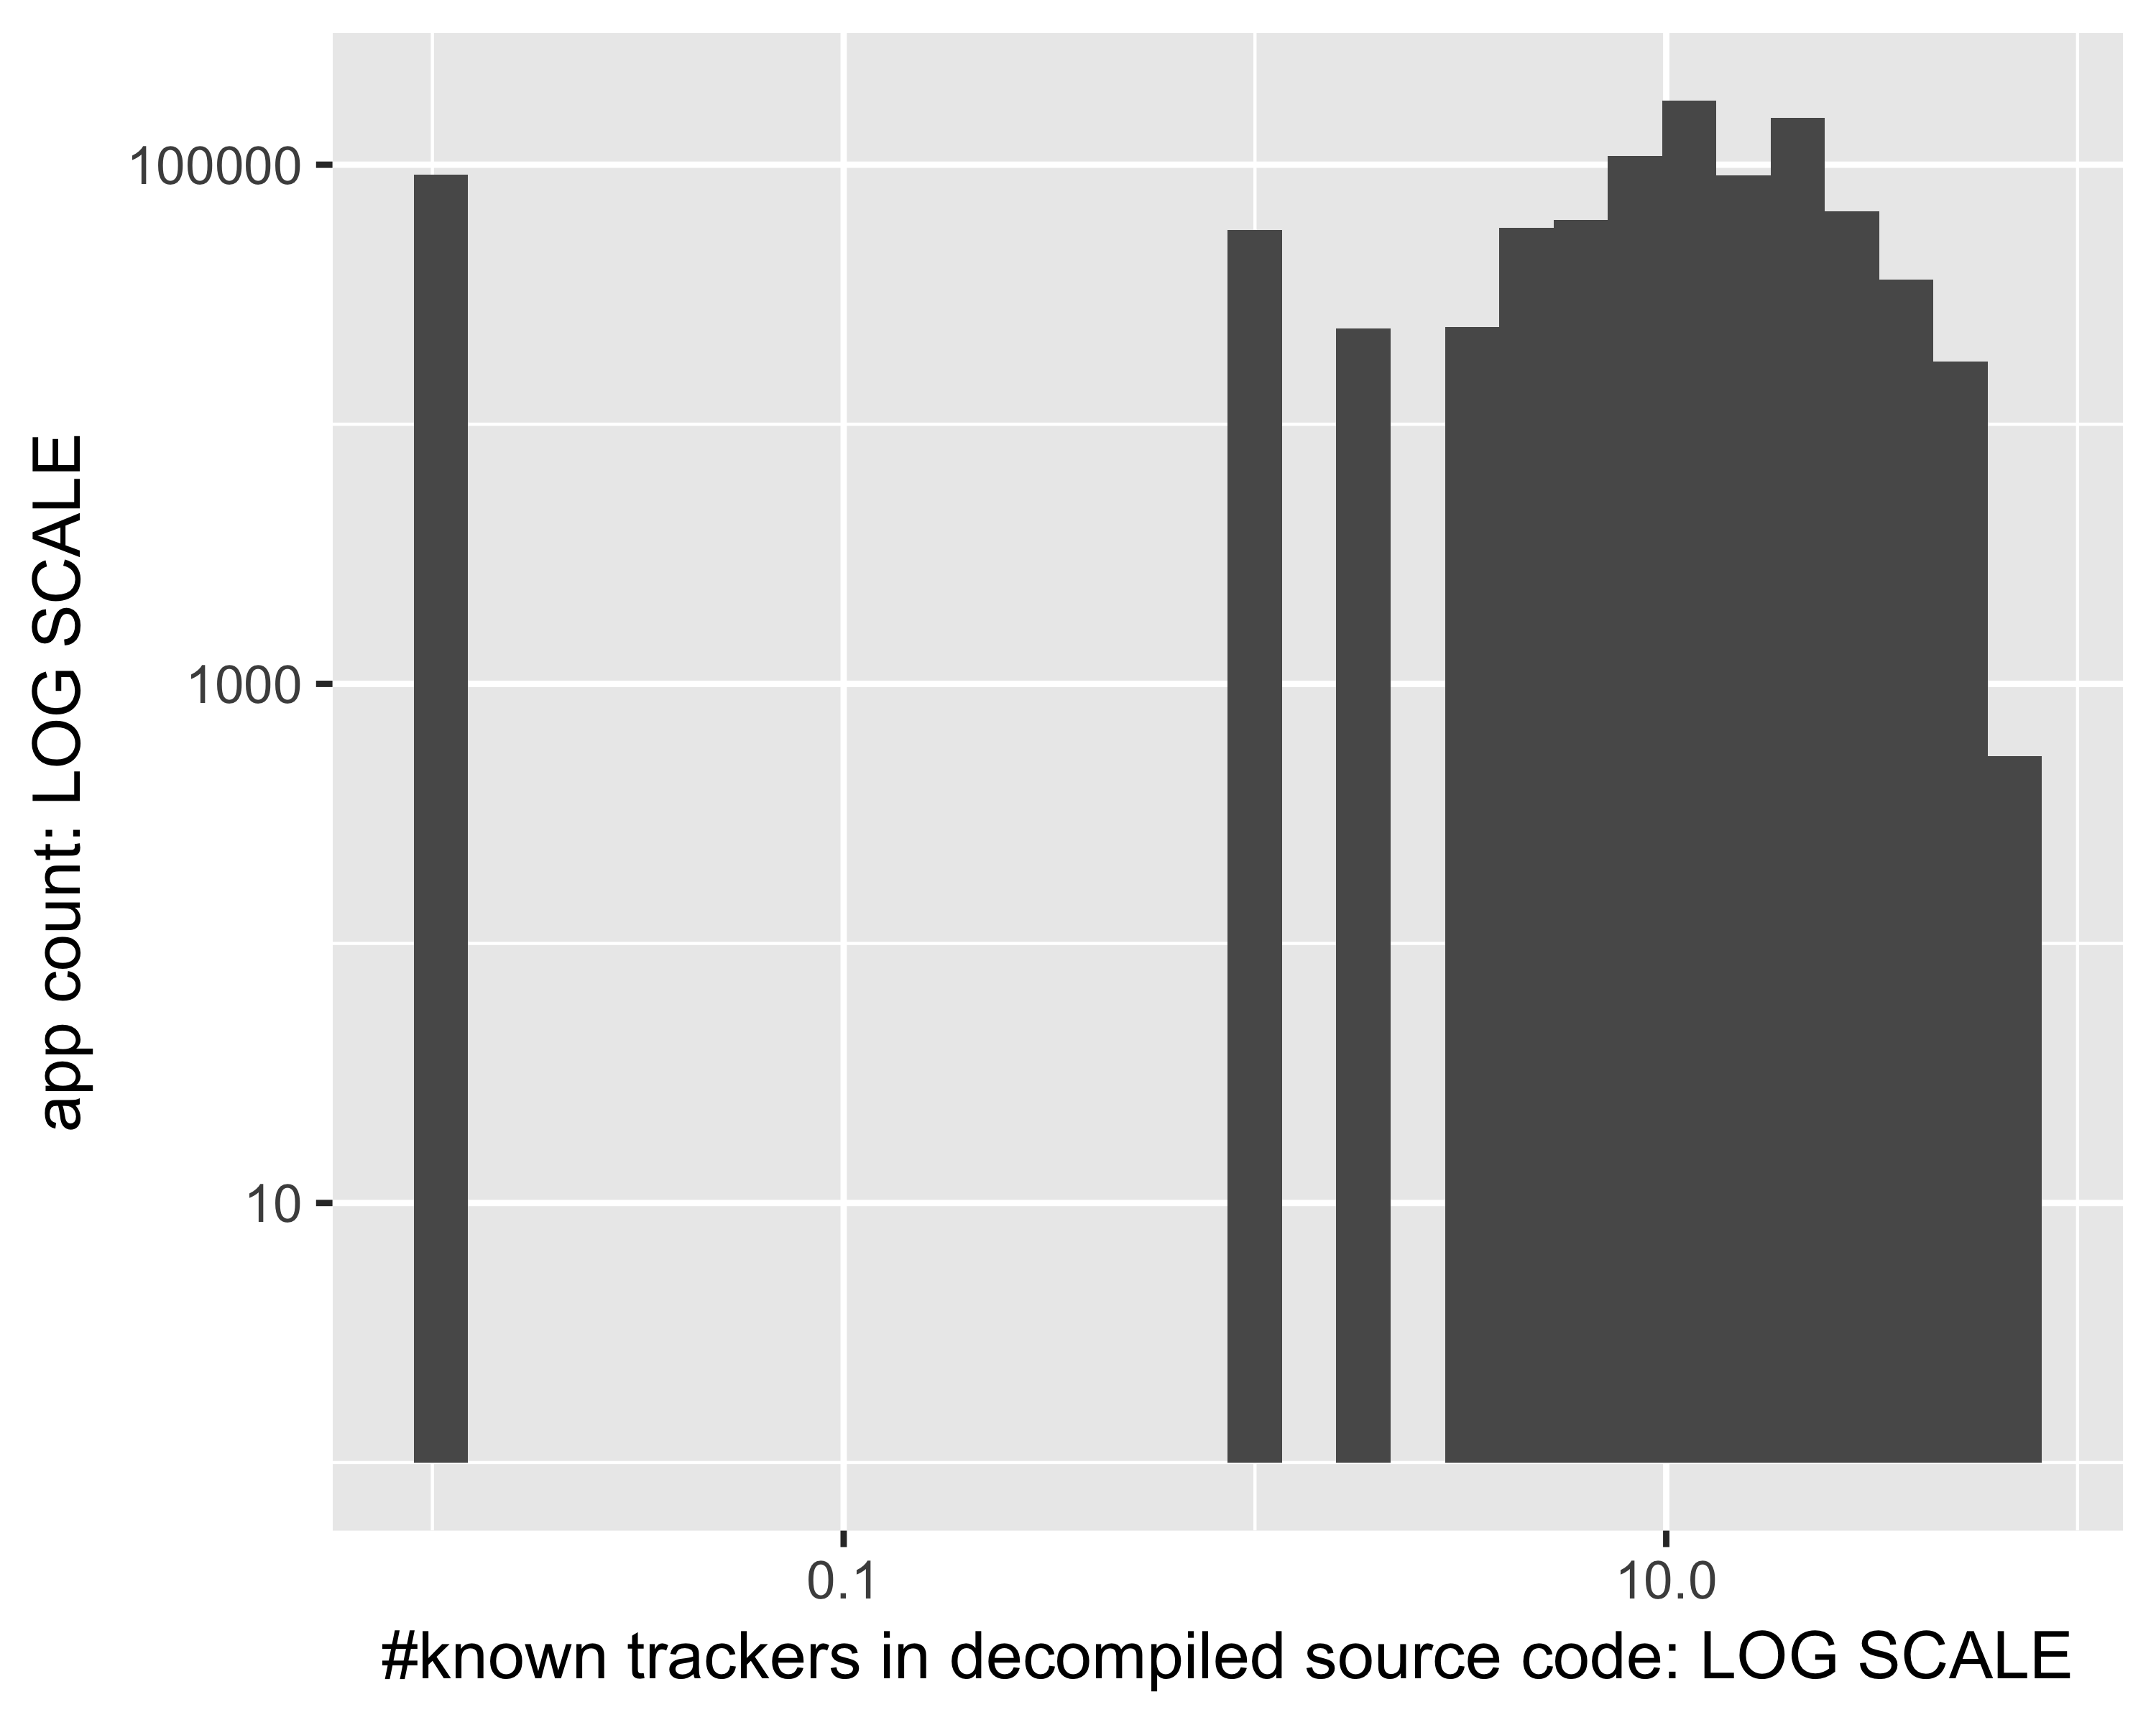 app count: LOG SCALE
100000
1000
10
0.1
10.0
#known trackers in decompiled source code: LOG SCALE